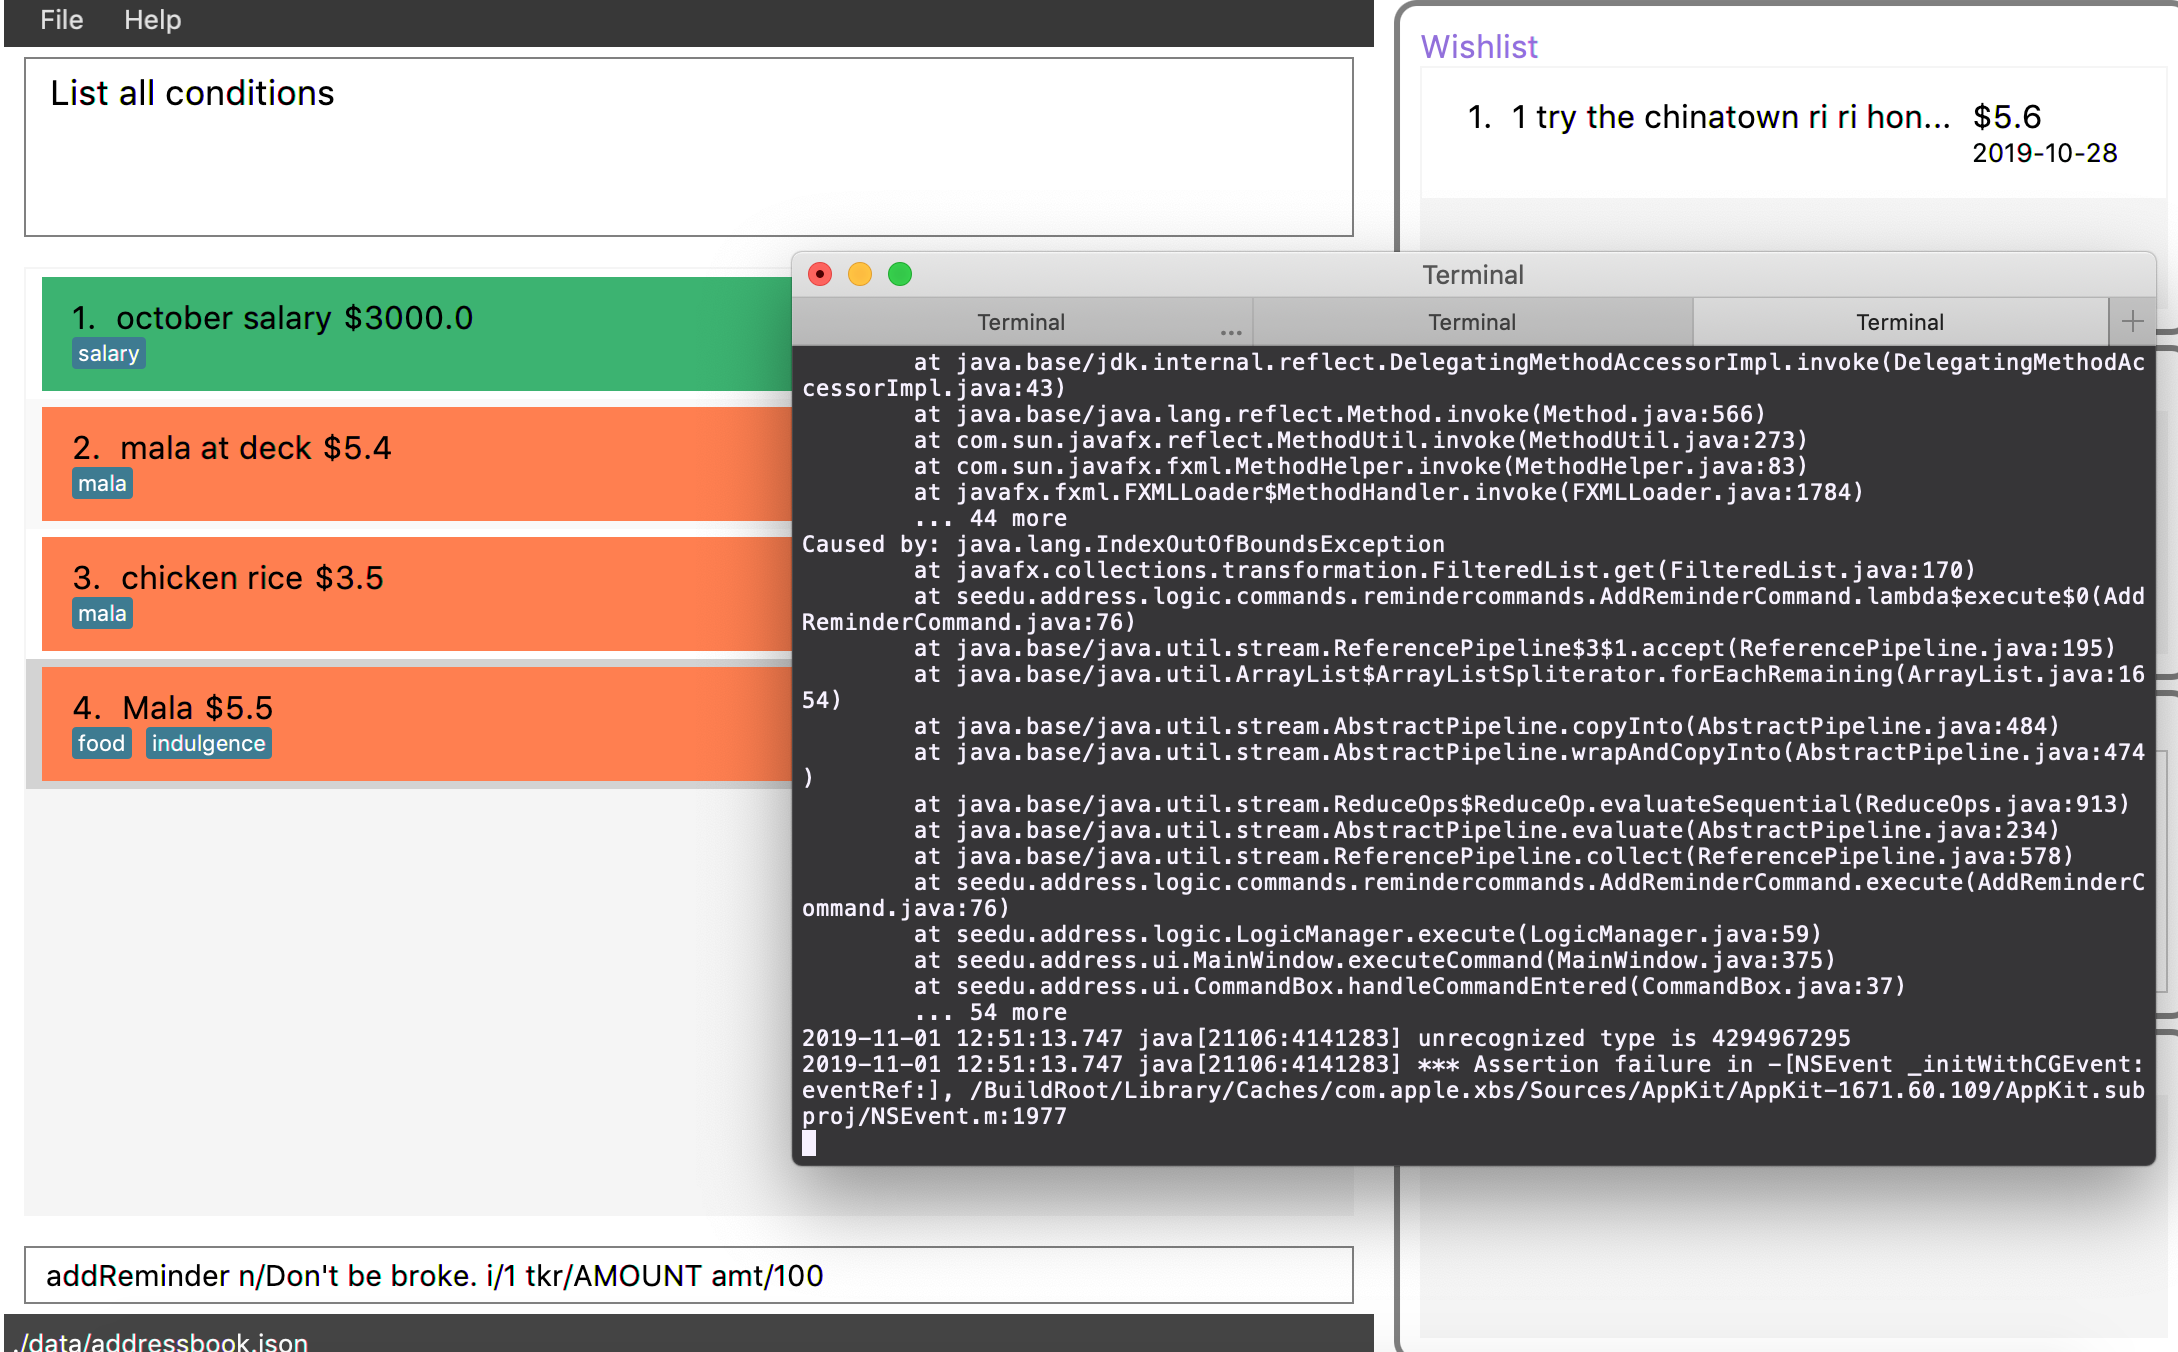 File Help
List all conditions
1. october salary $3000.0
salary
2. mala at deck $5.4
mala
3. chicken rice $3.5
mala
4. Mala $5.5
food indulgence
addReminder n/Don't be broke. i/1 tkr/AMOUNT amt/100
./data/addressbook.json
Wishlist
1. 1 try the chinatown ri ri hon... $5.6
2019-10-28
Terminal
Terminal ... Terminal Terminal +
at java.base/jdk.internal.reflect.DelegatingMethodAccessorImpl.invoke(DelegatingMethodAc
cessorImpl.java:43)
at java.base/java.lang.reflect.Method.invoke(Method.java:566)
at com.sun.javafx.reflect.MethodUtil.invoke(MethodUtil.java:273)
at com.sun.javafx.fxml.MethodHelper.invoke(MethodHelper.java:83)
at javafx.fxml.FXMLLoader$MethodHandler.invoke(FXMLLoader.java:1784)
... 44 more
Caused by: java.lang.IndexOutOfBoundsException
at javafx.collections.transformation.FilteredList.get(FilteredList.java:170)
at seedu.address.logic.commands.remindercommands.AddReminderCommand.lambda$execute$0(Add
ReminderCommand.java:76)
at java.base/java.util.stream.ReferencePipeline$3$1.accept(ReferencePipeline.java:195)
at java.base/java.util.ArrayList$ArrayListSpliterator.forEachRemaining(ArrayList.java:16
54)
at java.base/java.util.stream.AbstractPipeline.copyInto(AbstractPipeline.java:484)
at java.base/java.util.stream.AbstractPipeline.wrapAndCopyInto(AbstractPipeline.java:474
)
at java.base/java.util.stream.ReduceOps$ReduceOp.evaluateSequential(ReduceOps.java:913)
at java.base/java.util.stream.AbstractPipeline.evaluate(AbstractPipeline.java:234)
at java.base/java.util.stream.ReferencePipeline.collect(ReferencePipeline.java:578)
at seedu.address.logic.commands.remindercommands.AddReminderCommand.execute(AddReminderC
ommand.java:76)
at seedu.address.logic.LogicManager.execute(LogicManager.java:59)
at seedu.address.ui.MainWindow.executeCommand(MainWindow.java:375)
at seedu.address.ui.CommandBox.handleCommandEntered(CommandBox.java:37)
... 54 more
2019-11-01 12:51:13.747 java[21106:4141283] unrecognized type is 4294967295
2019-11-01 12:51:13.747 java[21106:4141283] *** Assertion failure in -[NSEvent _initWithCGEvent:
eventRef:], /BuildRoot/Library/Caches/com.apple.xbs/Sources/AppKit/AppKit-1671.60.109/AppKit.sub
proj/NSEvent.m:1977